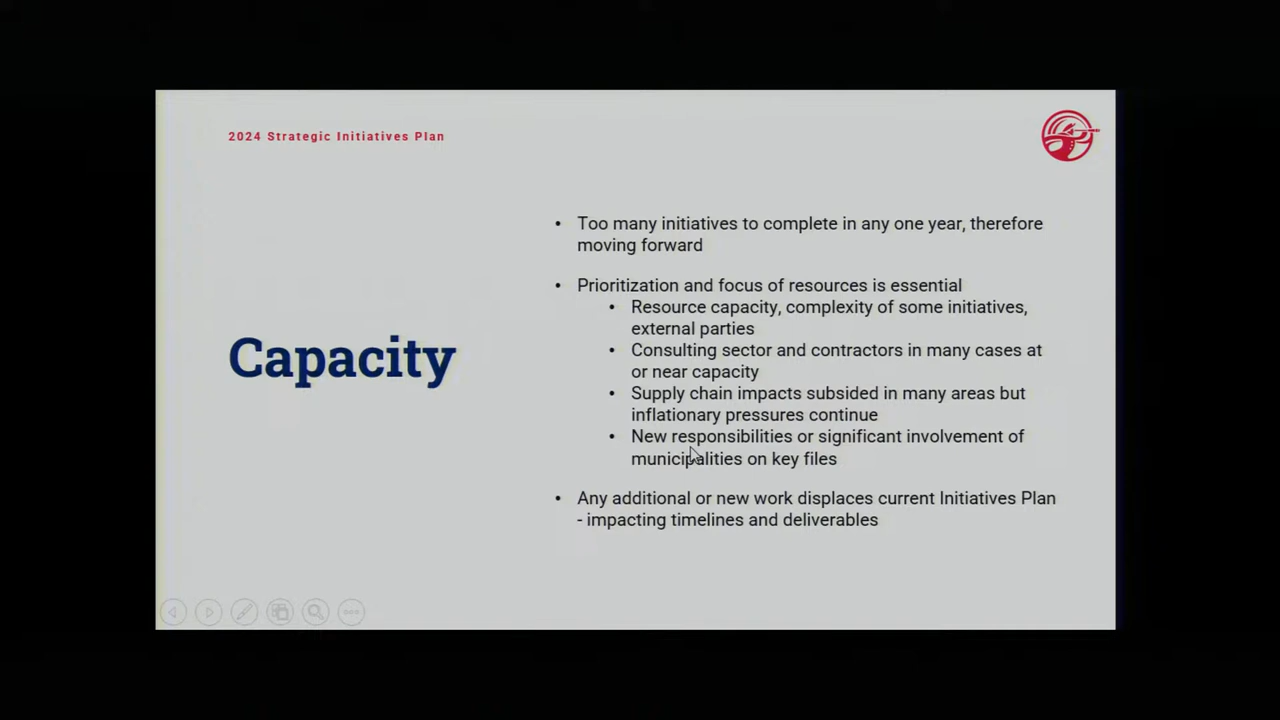 2024 Strategic Initiatives Plan
Capacity
• Too many initiatives to complete in any one year, therefore
moving forward
• Prioritization and focus of resources is essential
• Resource capacity, complexity of some initiatives,
external parties
• Consulting sector and contractors in many cases at
or near capacity
• Supply chain impacts subsided in many areas but
inflationary pressures continue
• New responsibilities or significant involvement of
municipalities on key files
• Any additional or new work displaces current Initiatives Plan
- impacting timelines and deliverables